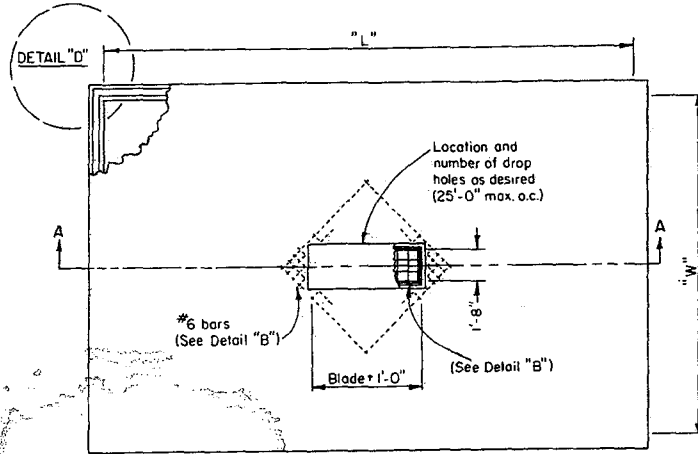 "L"
DETAIL "D"
Location and
number of drop
holes as desired
(25'-0" max. o.c.)
A
A
"W"
1'-8"
#6 bars
(See Detail "B")
(See Detail "B")
Blade + 1'-0"